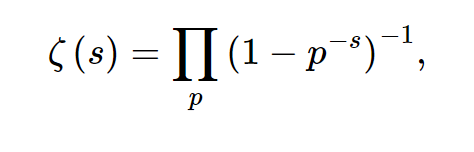 ζ(s) = ∏_p (1 − p^{−s})^{−1},